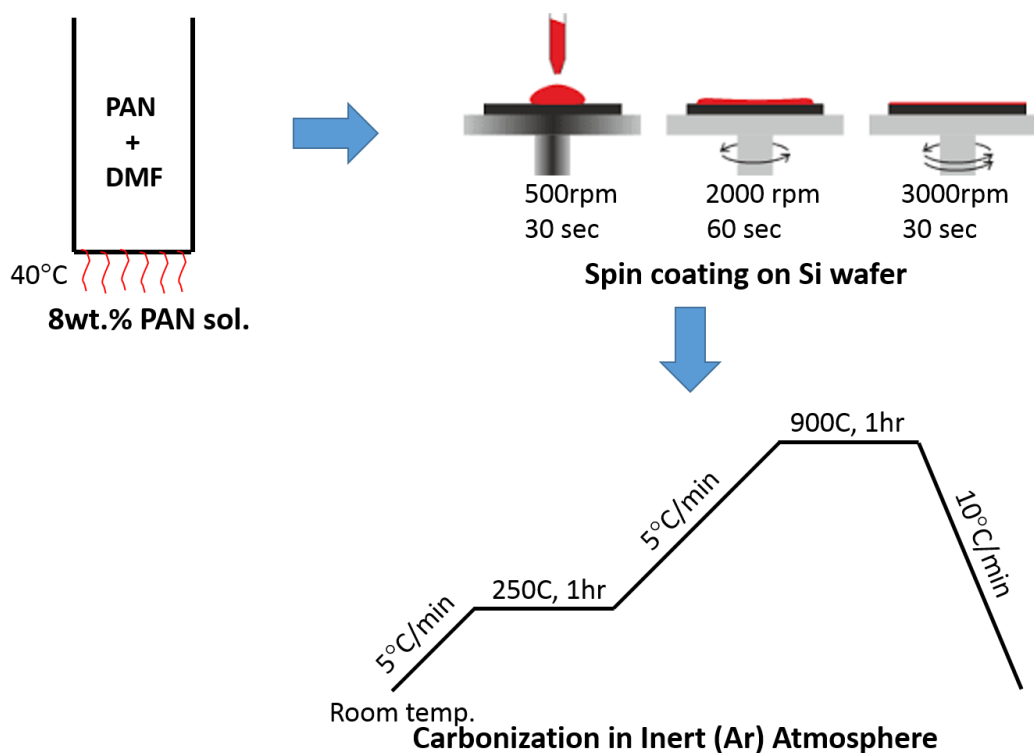 PAN
+
DMF
40°C
8wt.% PAN sol.
500rpm
30 sec
2000 rpm
60 sec
3000rpm
30 sec
Spin coating on Si wafer
900C, 1hr
5°C/min
10°C/min
250C, 1hr
5°C/min
Room temp.
Carbonization in Inert (Ar) Atmosphere